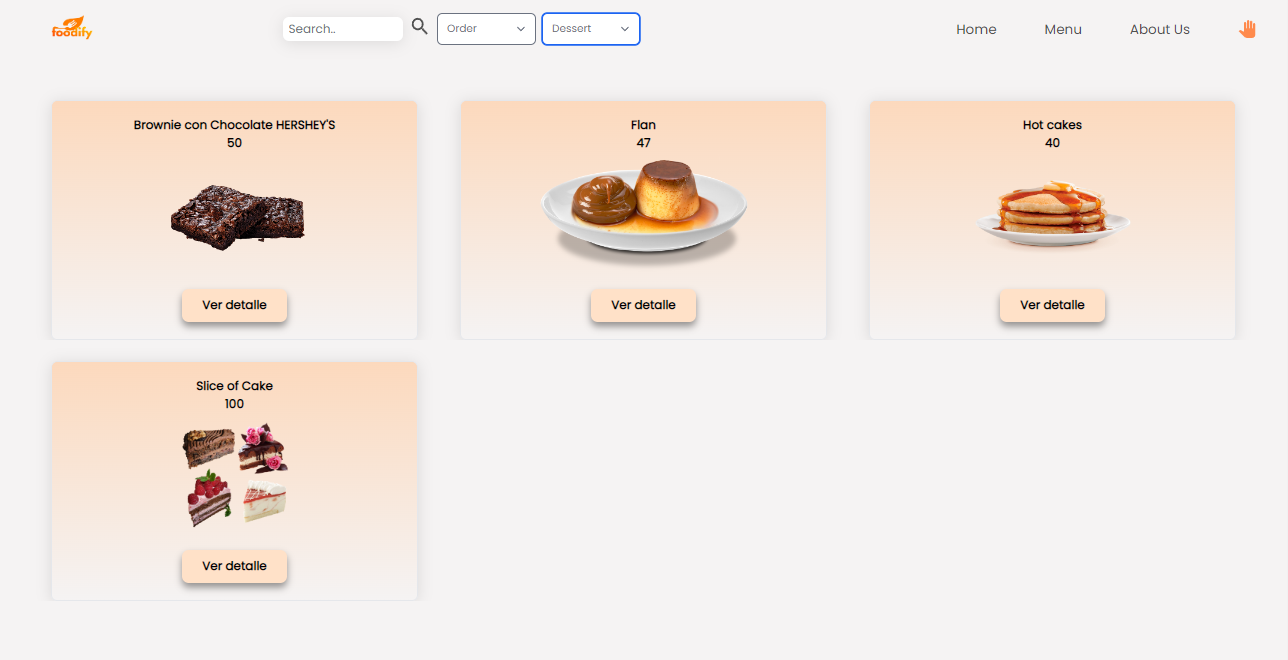 foodify
Search..
Order
Dessert
Home
Menu
About Us
Brownie con Chocolate HERSHEY'S
50
Ver detalle
Flan
47
Ver detalle
Hot cakes
40
Ver detalle
Slice of Cake
100
Ver detalle